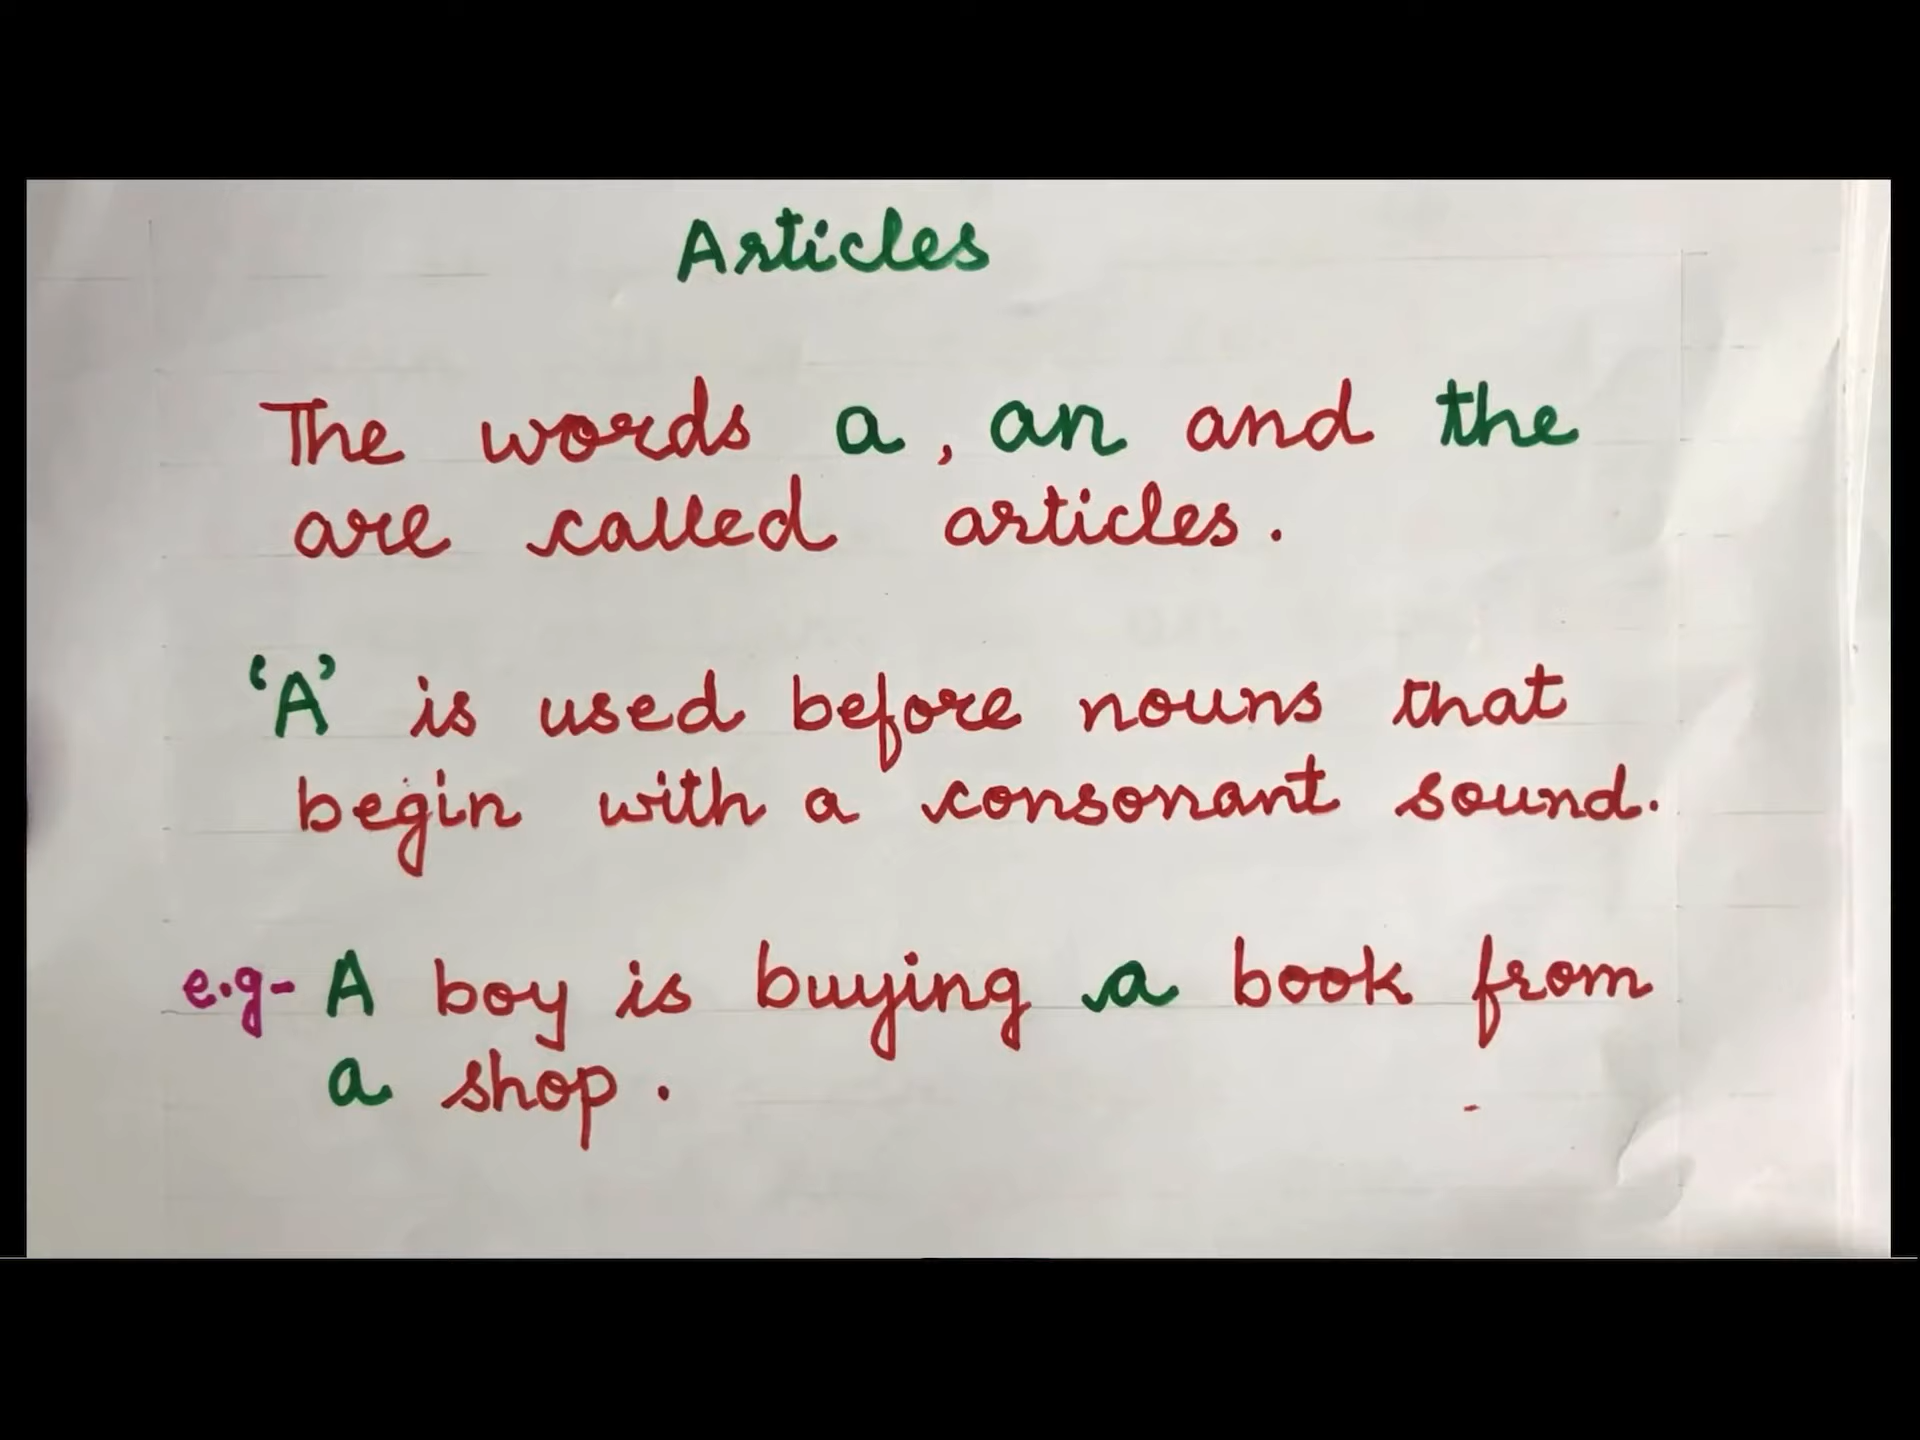 Articles
The words a, an and the
are called articles.
'A' is used before nouns that
begin with a consonant sound.
e.g- A boy is buying a book from
a shop.